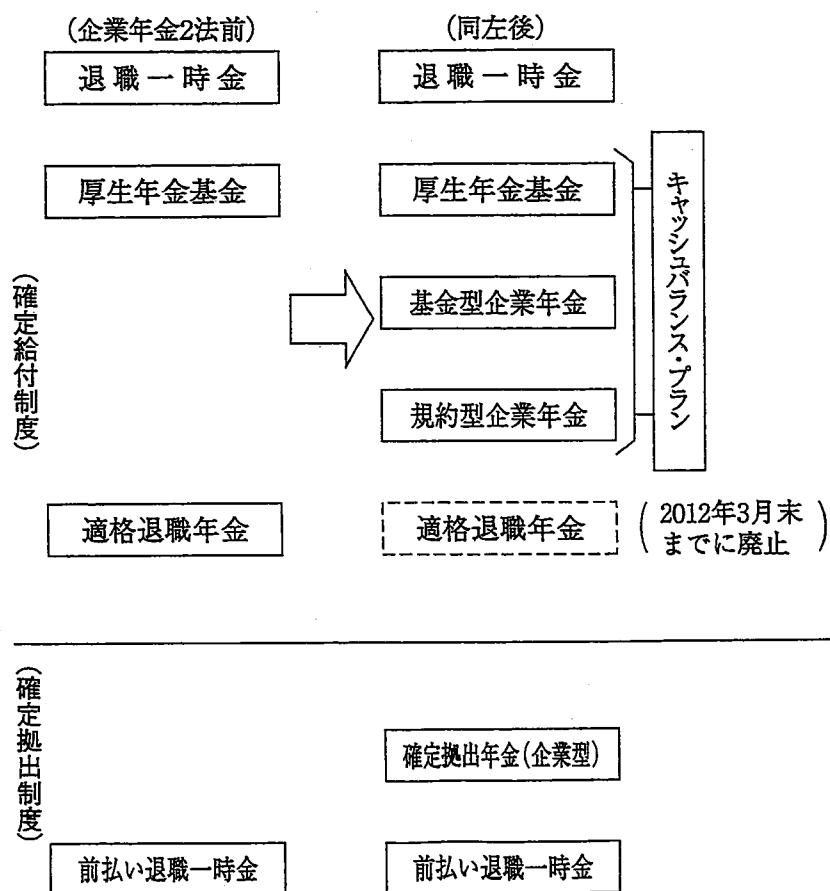 (企業年金2法前)
(同左後)
退職一時金
退職一時金
厚生年金基金
厚生年金基金
キャッシュバランス・プラン
(確定給付制度)
基金型企業年金
規約型企業年金
適格退職年金
適格退職年金
(2012年3月末
までに廃止)
(確定拠出制度)
確定拠出年金(企業型)
前払い退職一時金
前払い退職一時金